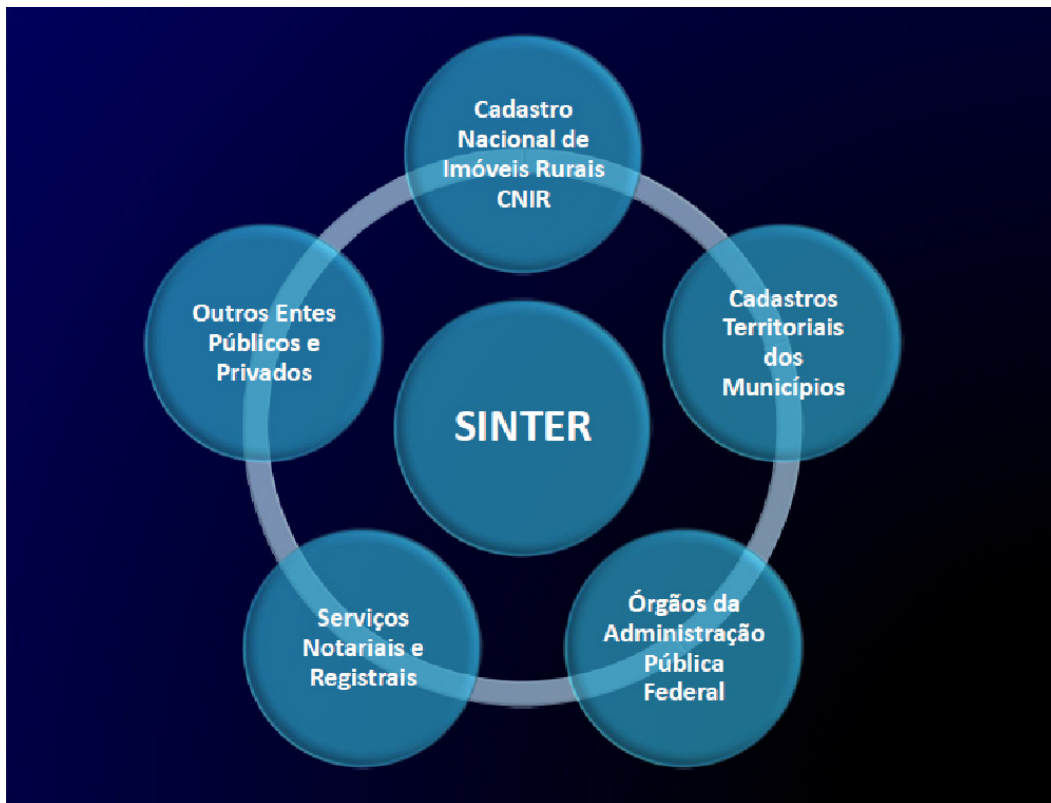 Cadastro
Nacional de
Imóveis Rurais
CNIR
Cadastros
Territoriais
dos
Municípios
Órgãos da
Administração
Pública
Federal
Serviços
Notariais e
Registrais
Outros Entes
Públicos e
Privados
SINTER